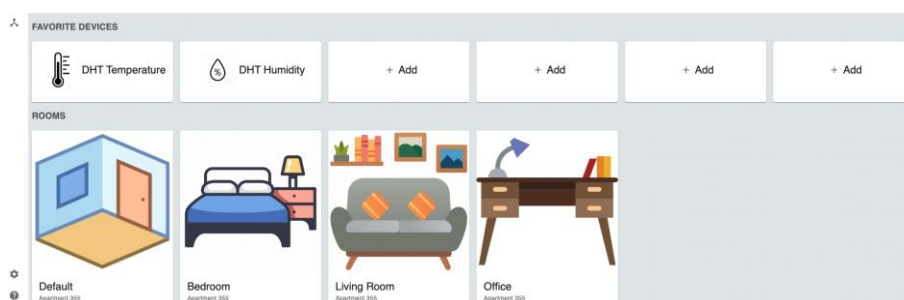 FAVORITE DEVICES
DHT Temperature
% DHT Humidity
+ Add
+ Add
+ Add
+ Add
ROOMS
Default
Apartment 355
Bedroom
Apartment 355
Living Room
Apartment 355
Office
Apartment 355